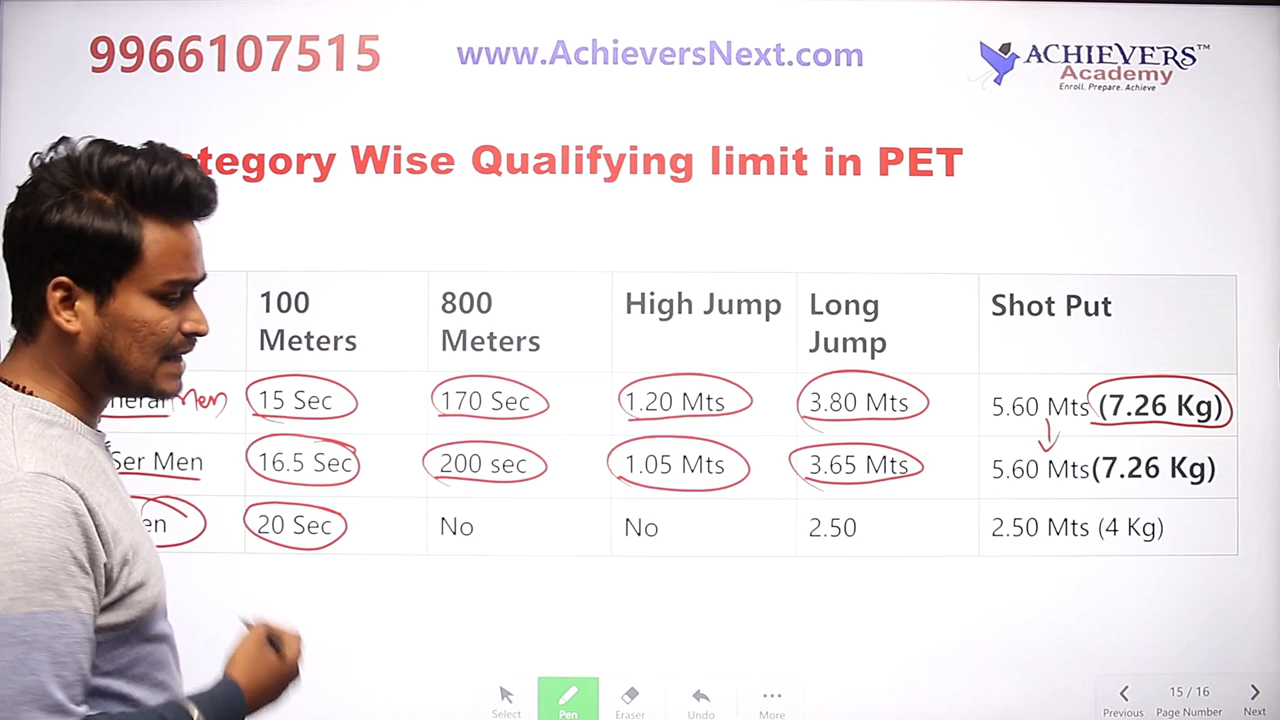 9966107515
www.AchieversNext.com
ACHIEVERS™
Academy
Enroll. Prepare. Achieve
Wise Qualifying limit in PET
100 Meters
800 Meters
High Jump
Long Jump
Shot Put
Men
15 Sec
170 Sec
1.20 Mts
3.80 Mts
5.60 Mts (7.26 Kg)
Ser Men
16.5 Sec
200 sec
1.05 Mts
3.65 Mts
5.60 Mts(7.26 Kg)
20 Sec
No
No
2.50
2.50 Mts (4 Kg)
Select
Pen
Eraser
Undo
More
Previous
15 / 16
Page Number
Next